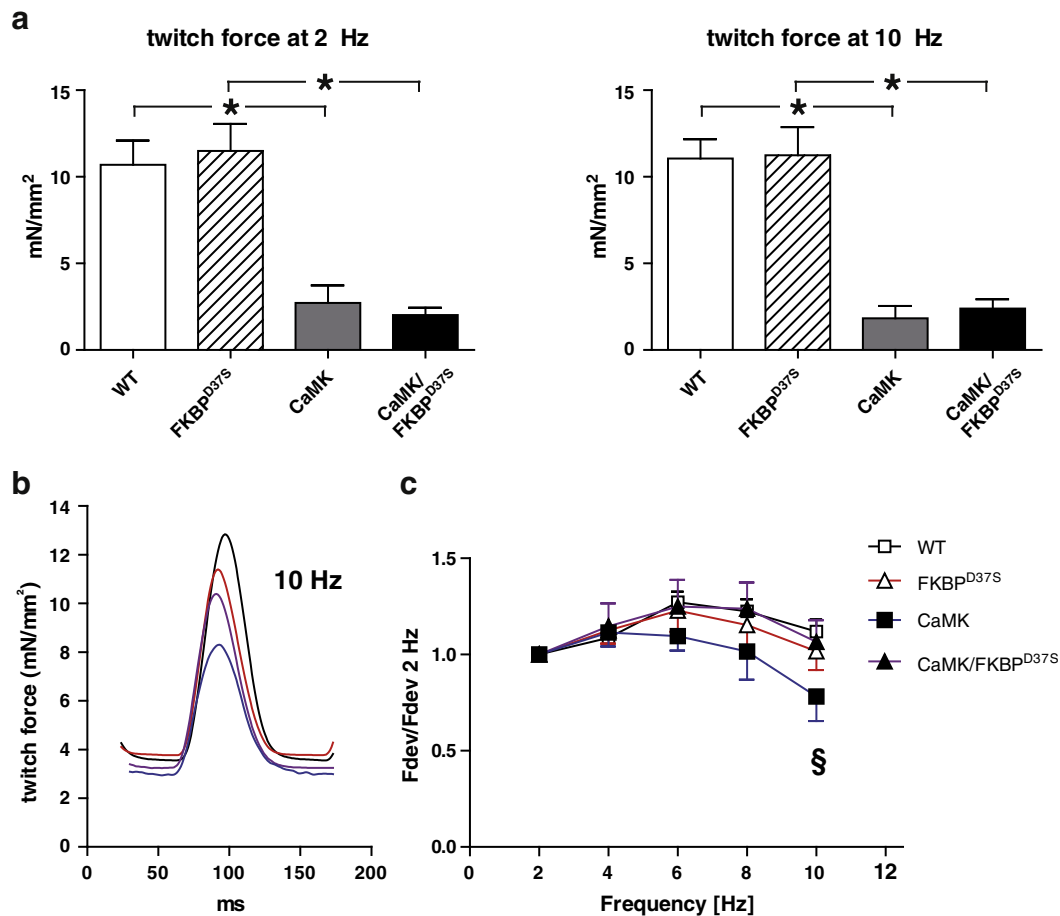 a
twitch force at 2 Hz
twitch force at 10 Hz
*
*
*
*
15
10
5
0
mN/mm²
WT
FKBPᴰ³⁷ˢ
CaMK
CaMK/
FKBPᴰ³⁷ˢ
15
10
5
0
mN/mm²
WT
FKBPᴰ³⁷ˢ
CaMK
CaMK/
FKBPᴰ³⁷ˢ
b
14
12
10
8
6
4
2
0
twitch force (mN/mm²)
10 Hz
0 50 100 150 200
ms
c
1.5
1.0
0.5
0.0
Fdev/Fdev 2 Hz
§
0 2 4 6 8 10 12
Frequency [Hz]
WT
FKBPᴰ³⁷ˢ
CaMK
CaMK/FKBPᴰ³⁷ˢ